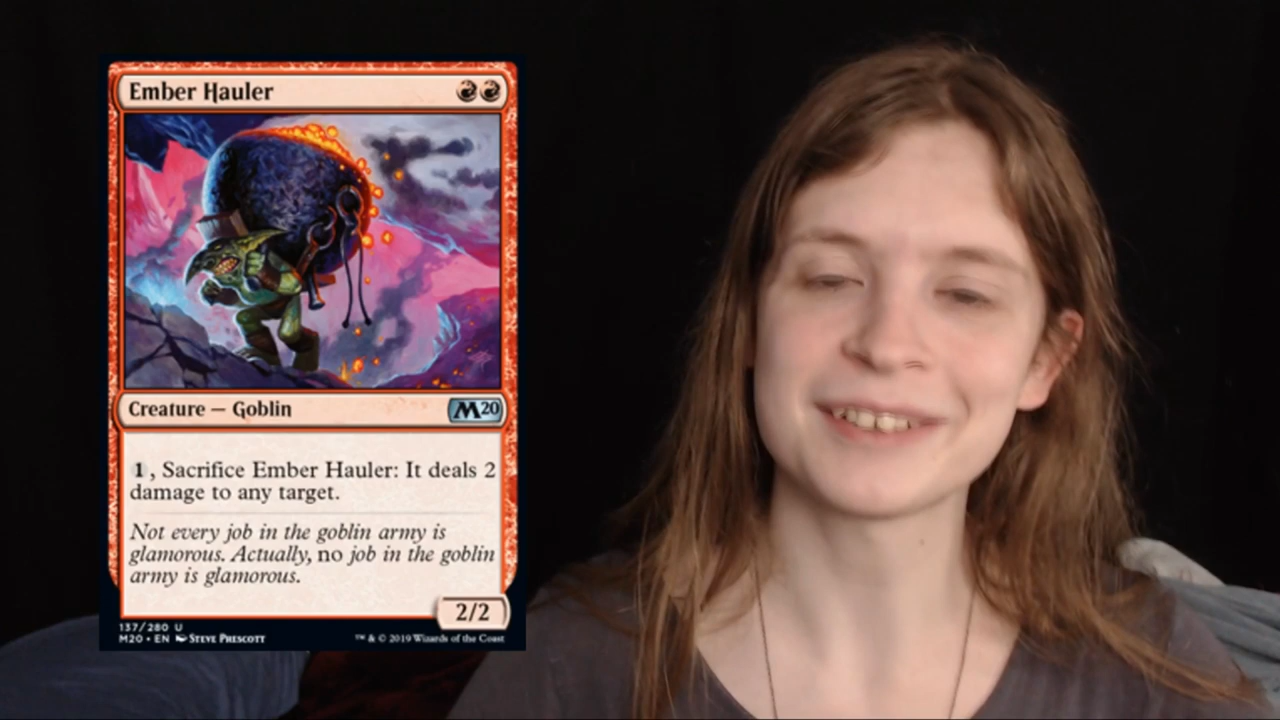 Ember Hauler
Creature — Goblin
M20
1, Sacrifice Ember Hauler: It deals 2
damage to any target.
Not every job in the goblin army is
glamorous. Actually, no job in the goblin
army is glamorous.
2/2
137/280 U
M20 • EN STEVE PRESCOTT
™ & © 2019 Wizards of the Coast